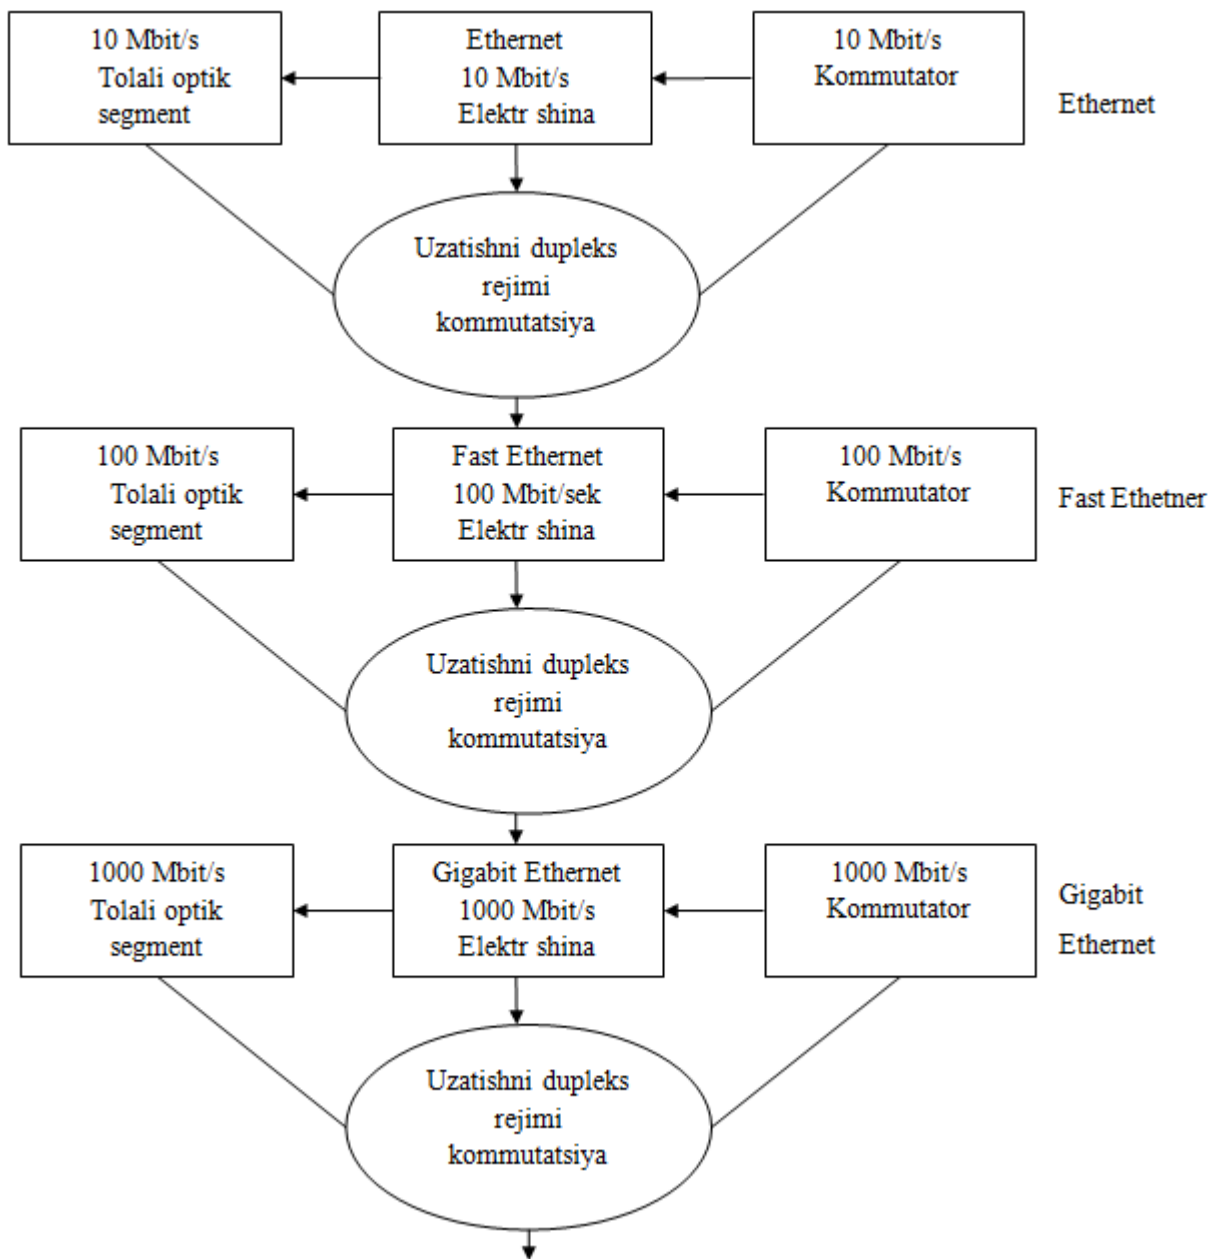 10 Mbit/s
Tolali optik
segment
Ethernet
10 Mbit/s
Elektr shina
10 Mbit/s
Kommutator
Ethernet
Uzatishni dupleks
rejimi
kommutatsiya
100 Mbit/s
Tolali optik
segment
Fast Ethernet
100 Mbit/sek
Elektr shina
100 Mbit/s
Kommutator
Fast Ethetner
Uzatishni dupleks
rejimi
kommutatsiya
1000 Mbit/s
Tolali optik
segment
Gigabit Ethernet
1000 Mbit/s
Elektr shina
1000 Mbit/s
Kommutator
Gigabit
Ethernet
Uzatishni dupleks
rejimi
kommutatsiya